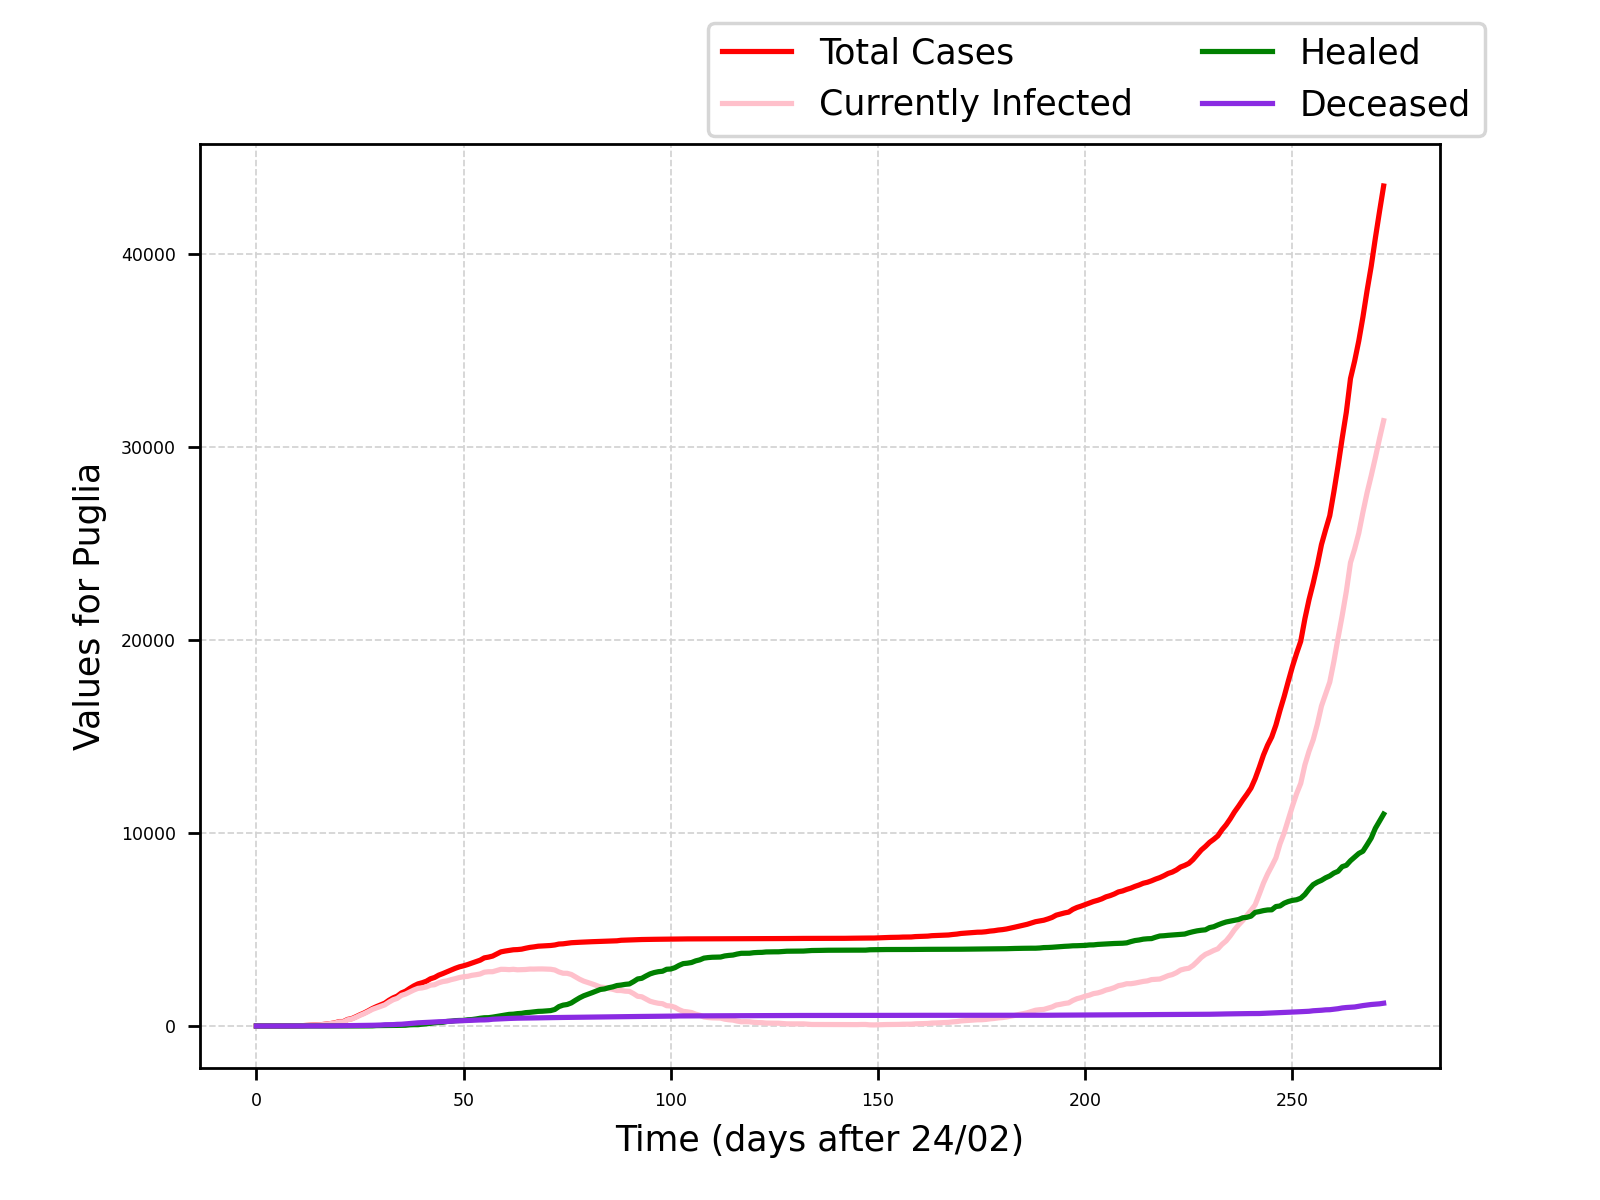 Total Cases
Currently Infected
Healed
Deceased
Values for Puglia
40000
30000
20000
10000
0
0
50
100
150
200
250
Time (days after 24/02)